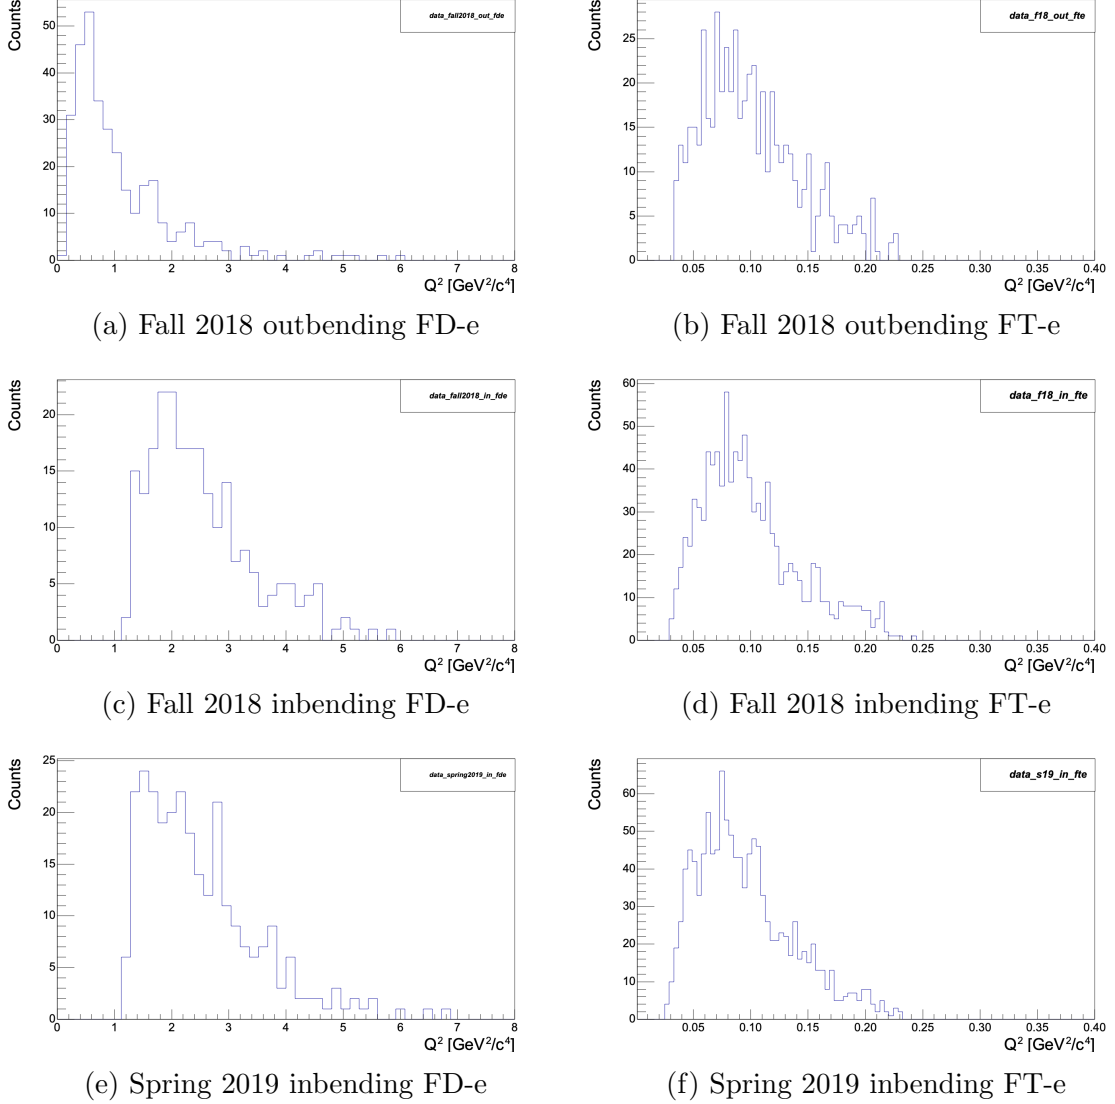 Counts
data_fall2018_out_fde
50
40
30
20
10
0
0 1 2 3 4 5 6 7 8
Q² [GeV²/c⁴]
(a) Fall 2018 outbending FD-e
Counts
data_f18_out_fte
25
20
15
10
5
0
0.05 0.10 0.15 0.20 0.25 0.30 0.35 0.40
Q² [GeV²/c⁴]
(b) Fall 2018 outbending FT-e
Counts
data_fall2018_in_fde
20
15
10
5
0
0 1 2 3 4 5 6 7 8
Q² [GeV²/c⁴]
(c) Fall 2018 inbending FD-e
Counts
data_f18_in_fte
60
50
40
30
20
10
0
0.05 0.10 0.15 0.20 0.25 0.30 0.35 0.40
Q² [GeV²/c⁴]
(d) Fall 2018 inbending FT-e
Counts
data_spring2019_in_fde
25
20
15
10
5
0
0 1 2 3 4 5 6 7 8
Q² [GeV²/c⁴]
(e) Spring 2019 inbending FD-e
Counts
data_s19_in_fte
60
50
40
30
20
10
0
0.05 0.10 0.15 0.20 0.25 0.30 0.35 0.40
Q² [GeV²/c⁴]
(f) Spring 2019 inbending FT-e